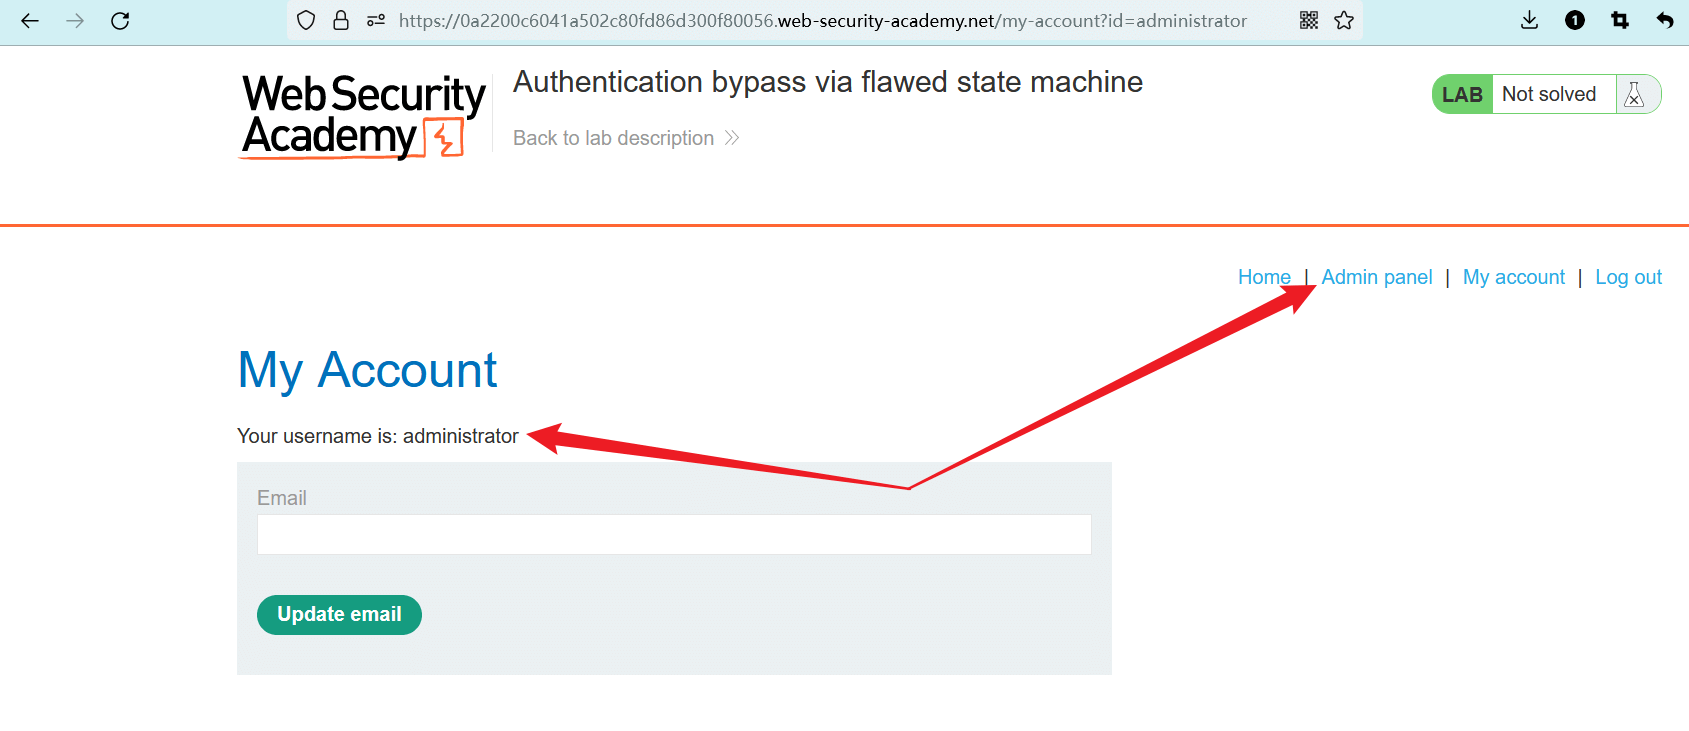 https://0a2200c6041a502c80fd86d300f80056.web-security-academy.net/my-account?id=administrator
1
Web Security
Academy
Authentication bypass via flawed state machine
Back to lab description
LAB Not solved
Home | Admin panel | My account | Log out
My Account
Your username is: administrator
Email
Update email